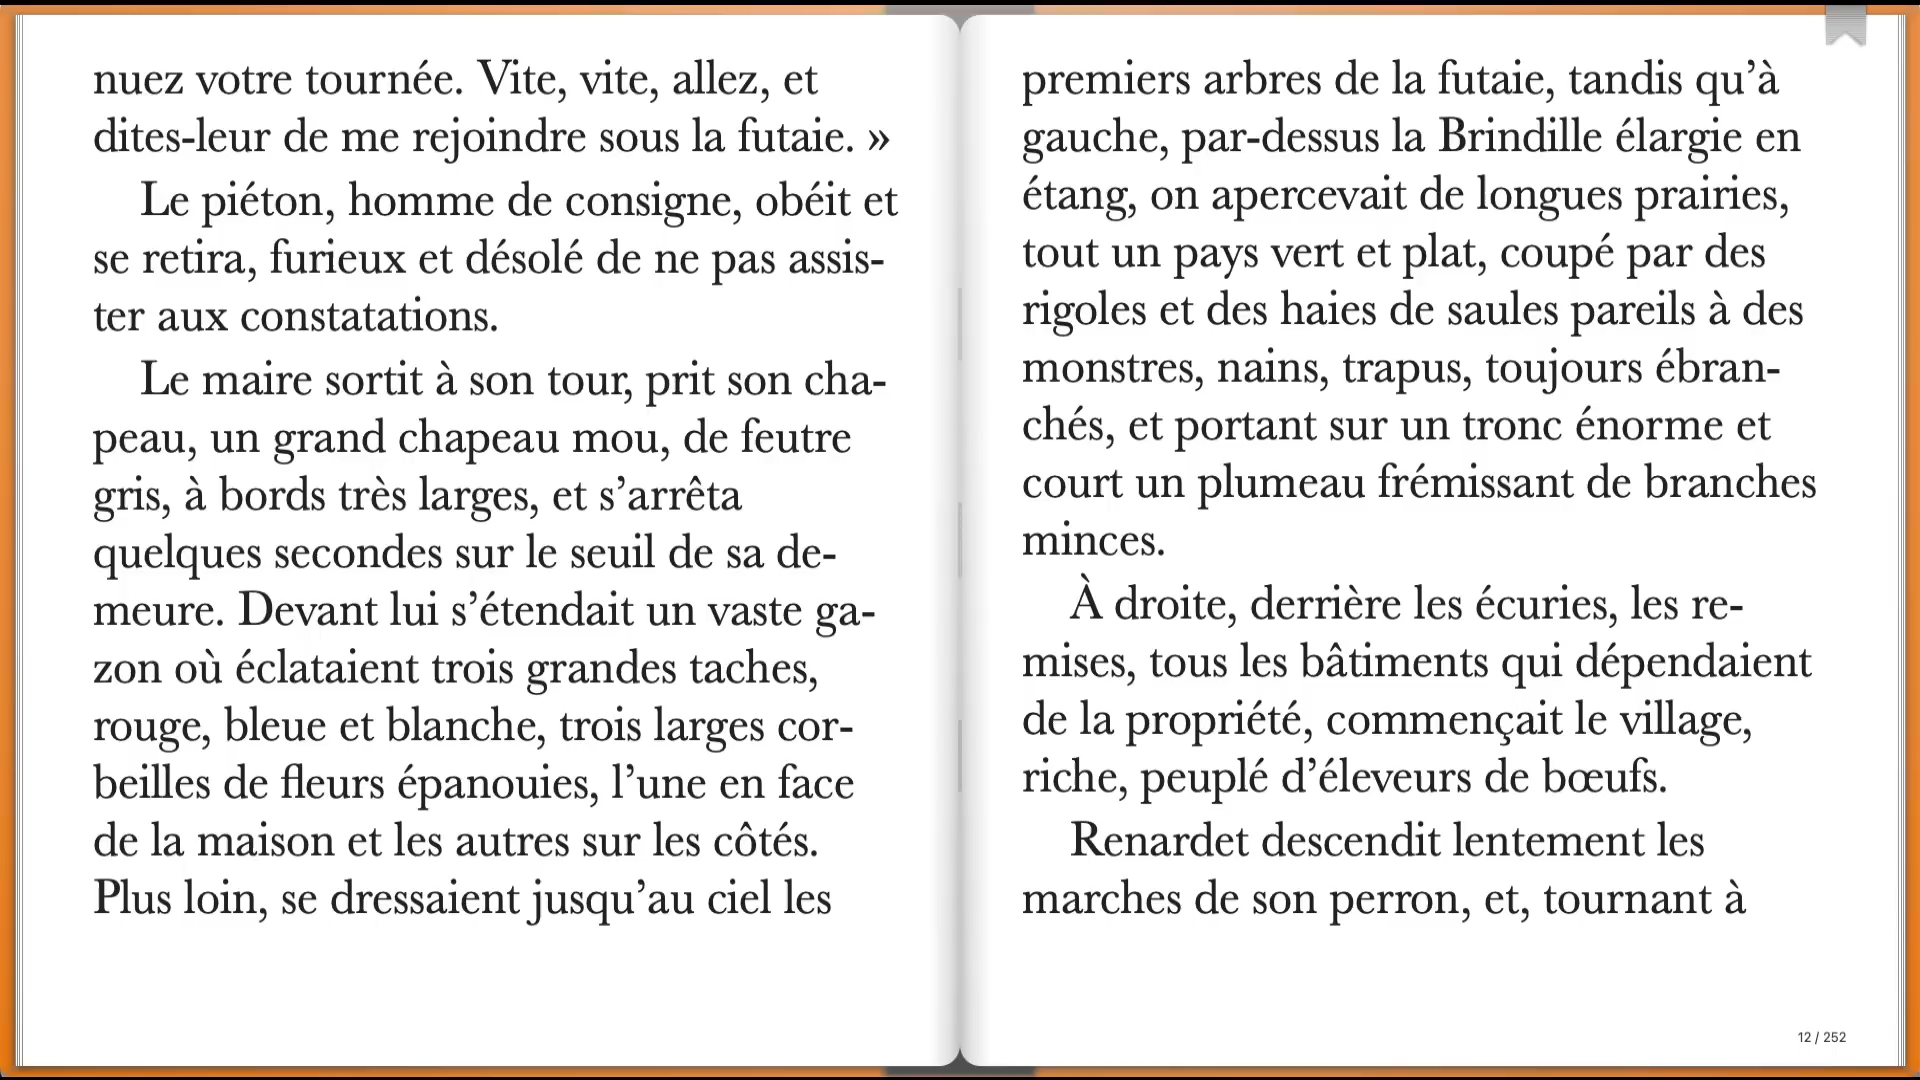 nuez votre tournée. Vite, vite, allez, et
dites-leur de me rejoindre sous la futaie. »
Le piéton, homme de consigne, obéit et
se retira, furieux et désolé de ne pas assis-
ter aux constatations.
Le maire sortit à son tour, prit son cha-
peau, un grand chapeau mou, de feutre
gris, à bords très larges, et s’arrêta
quelques secondes sur le seuil de sa de-
meure. Devant lui s’étendait un vaste ga-
zon où éclataient trois grandes taches,
rouge, bleue et blanche, trois larges cor-
beilles de fleurs épanouies, l’une en face
de la maison et les autres sur les côtés.
Plus loin, se dressaient jusqu’au ciel les
premiers arbres de la futaie, tandis qu’à
gauche, par-dessus la Brindille élargie en
étang, on apercevait de longues prairies,
tout un pays vert et plat, coupé par des
rigoles et des haies de saules pareils à des
monstres, nains, trapus, toujours ébran-
chés, et portant sur un tronc énorme et
court un plumeau frémissant de branches
minces.
À droite, derrière les écuries, les re-
mises, tous les bâtiments qui dépendaient
de la propriété, commençait le village,
riche, peuplé d’éleveurs de bœufs.
Renardet descendit lentement les
marches de son perron, et, tournant à
12 / 252